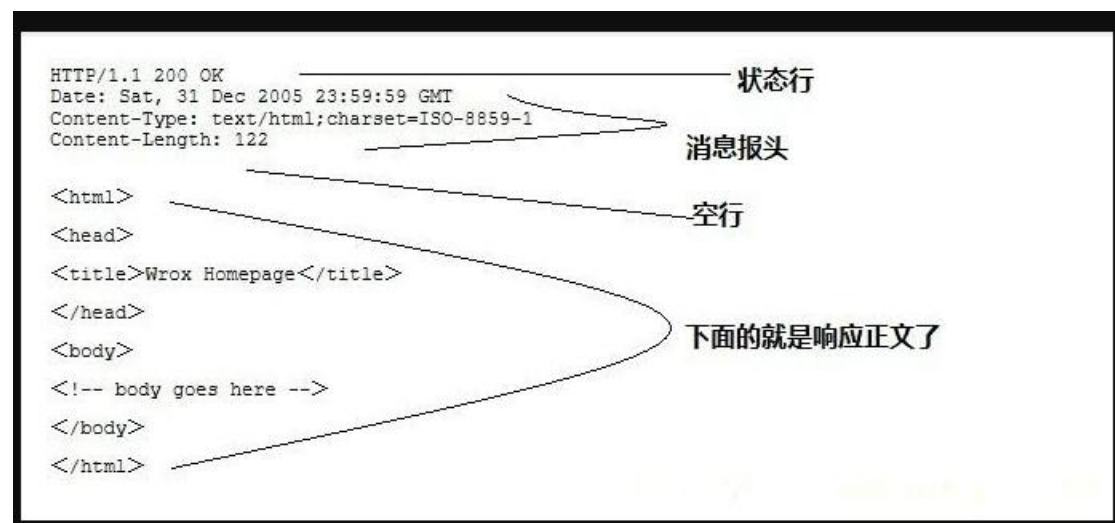 HTTP/1.1 200 OK
状态行
Date: Sat, 31 Dec 2005 23:59:59 GMT
Content-Type: text/html;charset=ISO-8859-1
Content-Length: 122
消息报头
空行
<html>
<head>
<title>Wrox Homepage</title>
</head>
<body>
<!-- body goes here -->
</body>
</html>
下面的就是响应正文了